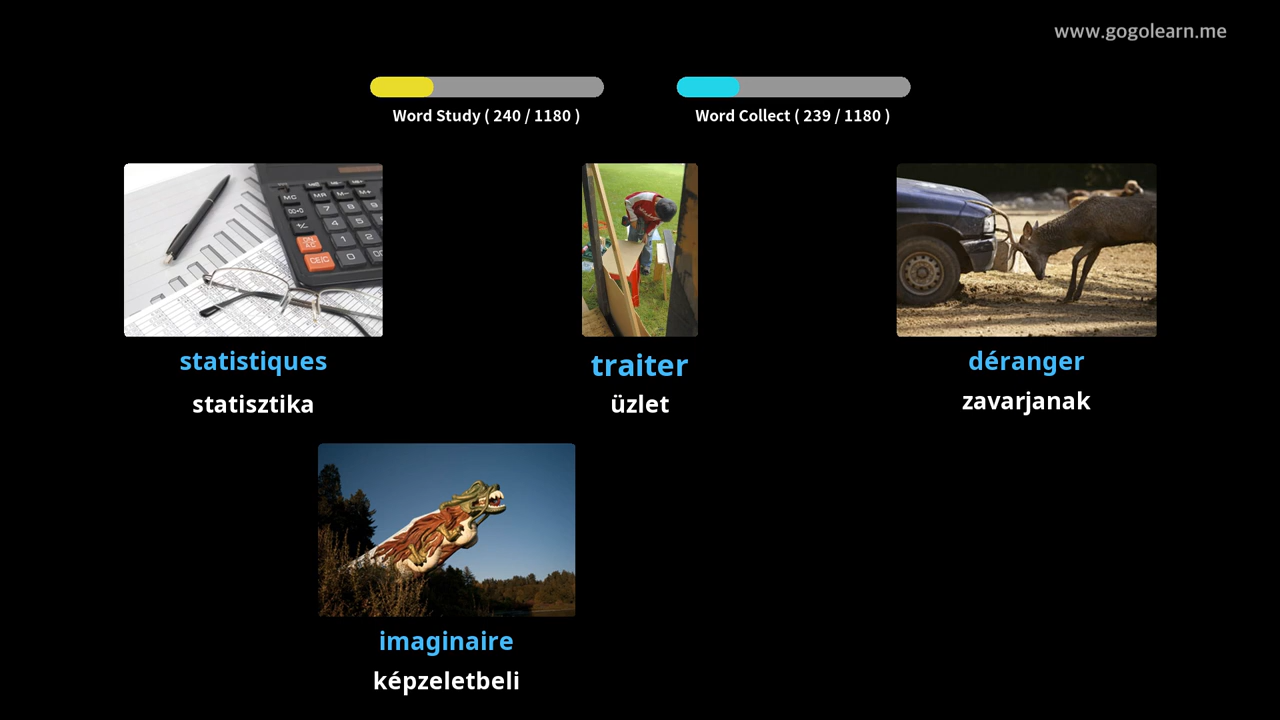 www.gogolearn.me
Word Study ( 240 / 1180 )
Word Collect ( 239 / 1180 )
statistiques
traiter
déranger
statisztika
üzlet
zavarjanak
imaginaire
képzeletbeli